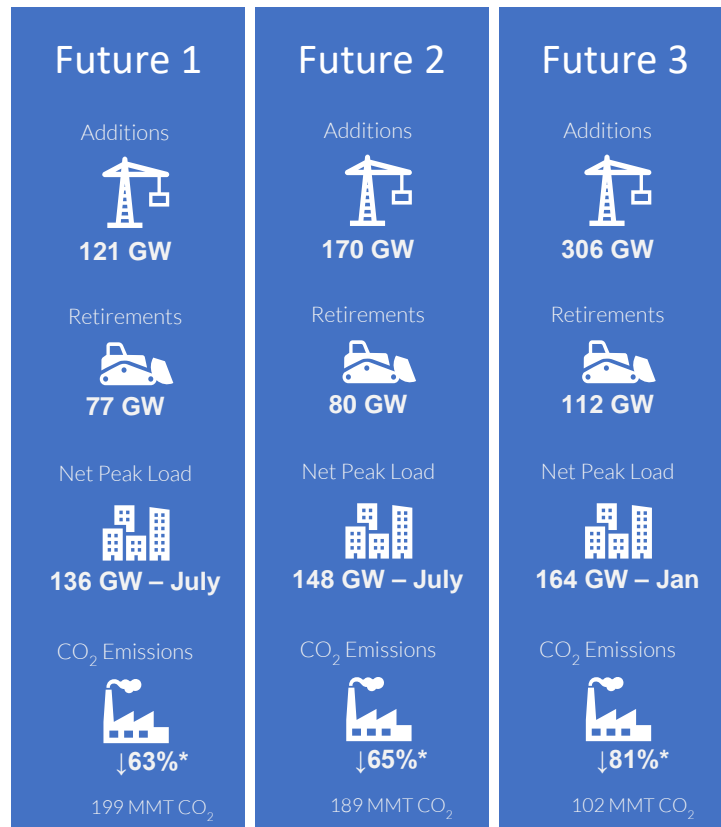 Future 1
Additions
121 GW
Retirements
77 GW
Net Peak Load
136 GW – July
CO₂ Emissions
↓63%*
199 MMT CO₂
Future 2
Additions
170 GW
Retirements
80 GW
Net Peak Load
148 GW – July
CO₂ Emissions
↓65%*
189 MMT CO₂
Future 3
Additions
306 GW
Retirements
112 GW
Net Peak Load
164 GW – Jan
CO₂ Emissions
↓81%*
102 MMT CO₂